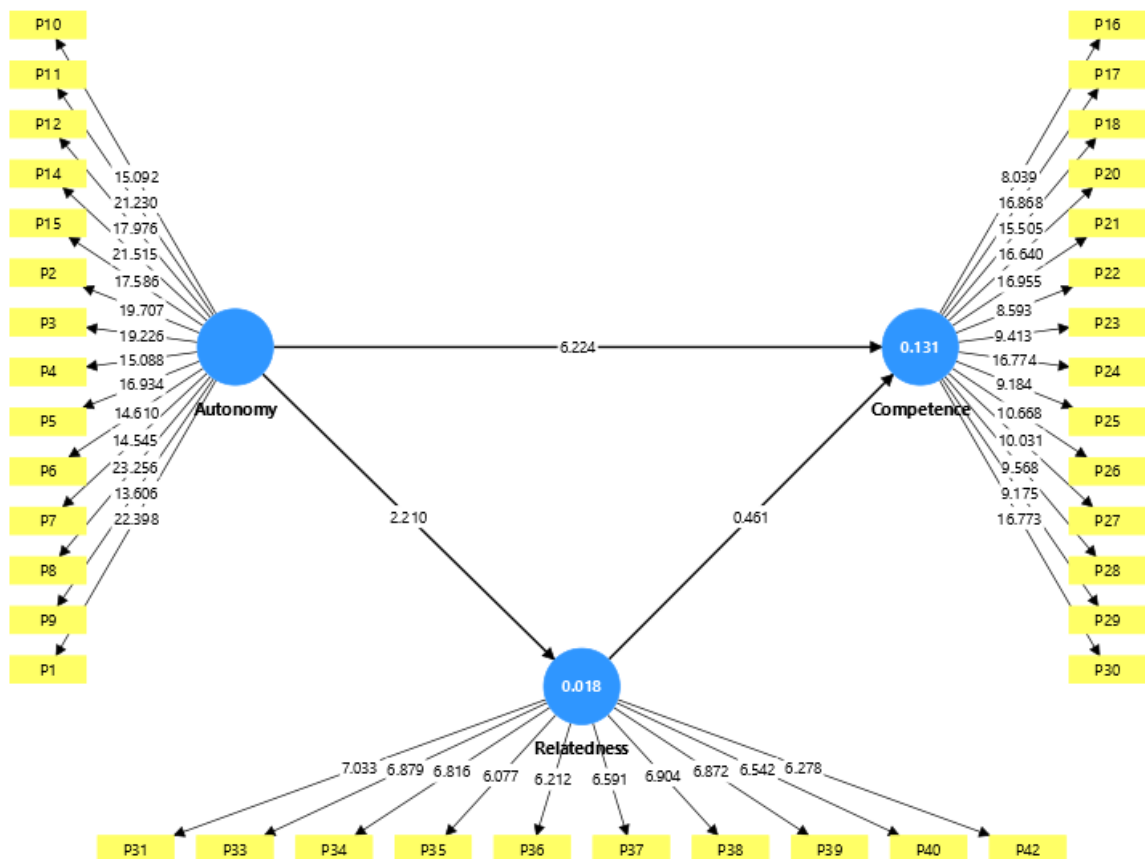 P10
P11
P12
P14
P15
P2
P3
P4
P5
P6
P7
P8
P9
P1
15.092
21.230
17.976
21.515
17.586
19.707
19.226
15.088
16.934
14.610
14.545
23.256
13.606
22.398
Autonomy
6.224
2.210
0.461
0.131
Competence
8.039
16.868
15.505
16.640
16.955
8.593
9.413
16.774
9.184
10.668
10.031
9.568
9.175
16.773
P16
P17
P18
P20
P21
P22
P23
P24
P25
P26
P27
P28
P29
P30
0.018
Relatedness
7.033
6.879
6.816
6.077
6.212
6.591
6.904
6.872
6.542
6.278
P31
P33
P34
P35
P36
P37
P38
P39
P40
P42